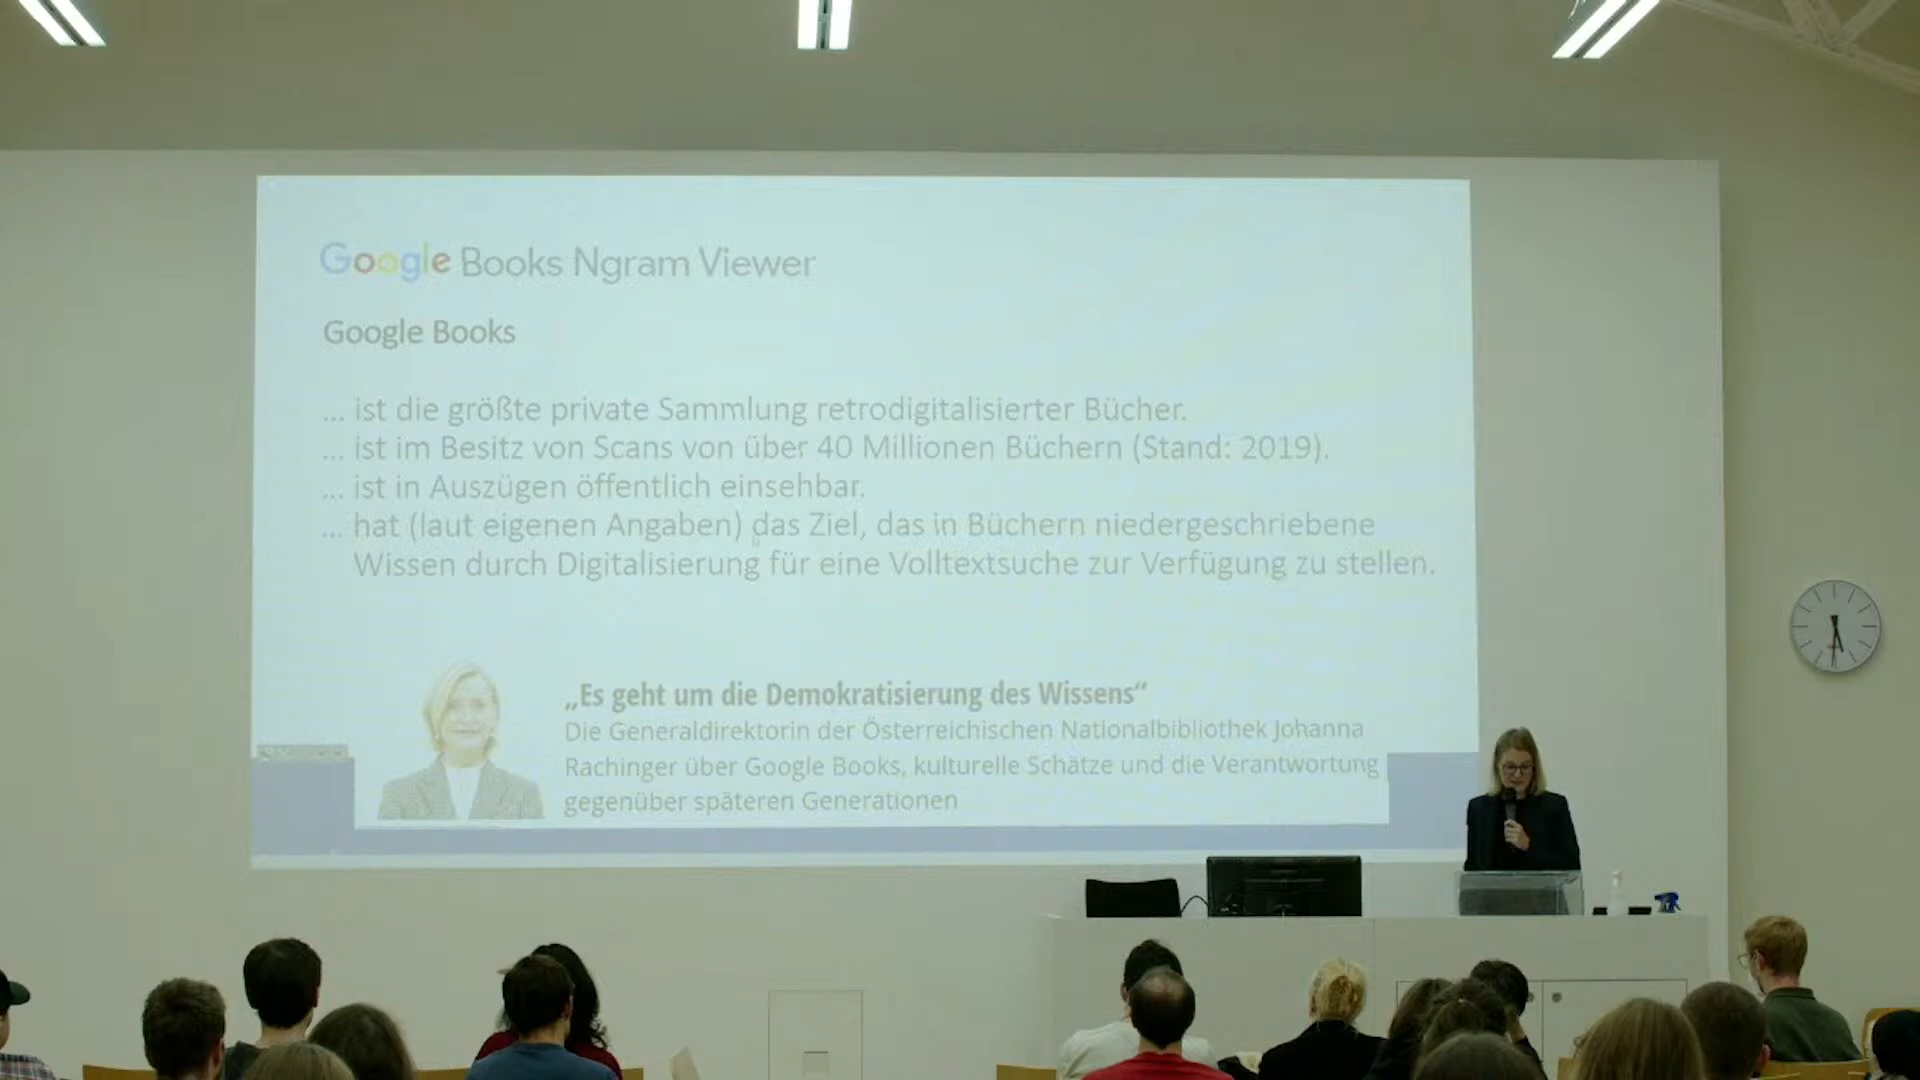 Google Books Ngram Viewer
Google Books
... ist die größte private Sammlung retrodigitalisierter Bücher.
... ist im Besitz von Scans von über 40 Millionen Büchern (Stand: 2019).
... ist in Auszügen öffentlich einsehbar.
... hat (laut eigenen Angaben) das Ziel, das in Büchern niedergeschriebene
Wissen durch Digitalisierung für eine Volltextsuche zur Verfügung zu stellen.
„Es geht um die Demokratisierung des Wissens“
Die Generaldirektorin der Österreichischen Nationalbibliothek Johanna
Rachinger über Google Books, kulturelle Schätze und die Verantwortung
gegenüber späteren Generationen